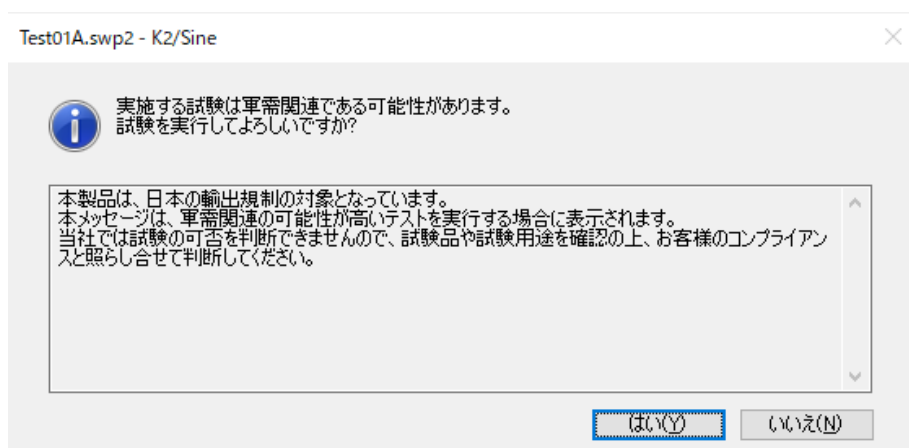 Test01A.swp2 - K2/Sine
実施する試験は軍需関連である可能性があります。
試験を実行してよろしいですか?
本製品は、日本の輸出規制の対象となっています。
本メッセージは、軍需関連の可能性が高いテストを実行する場合に表示されます。
当社では試験の可否を判断できませんので、試験品や試験用途を確認の上、お客様のコンプライアン
スと照らし合せて判断してください。
はい(Y)
いいえ(N)